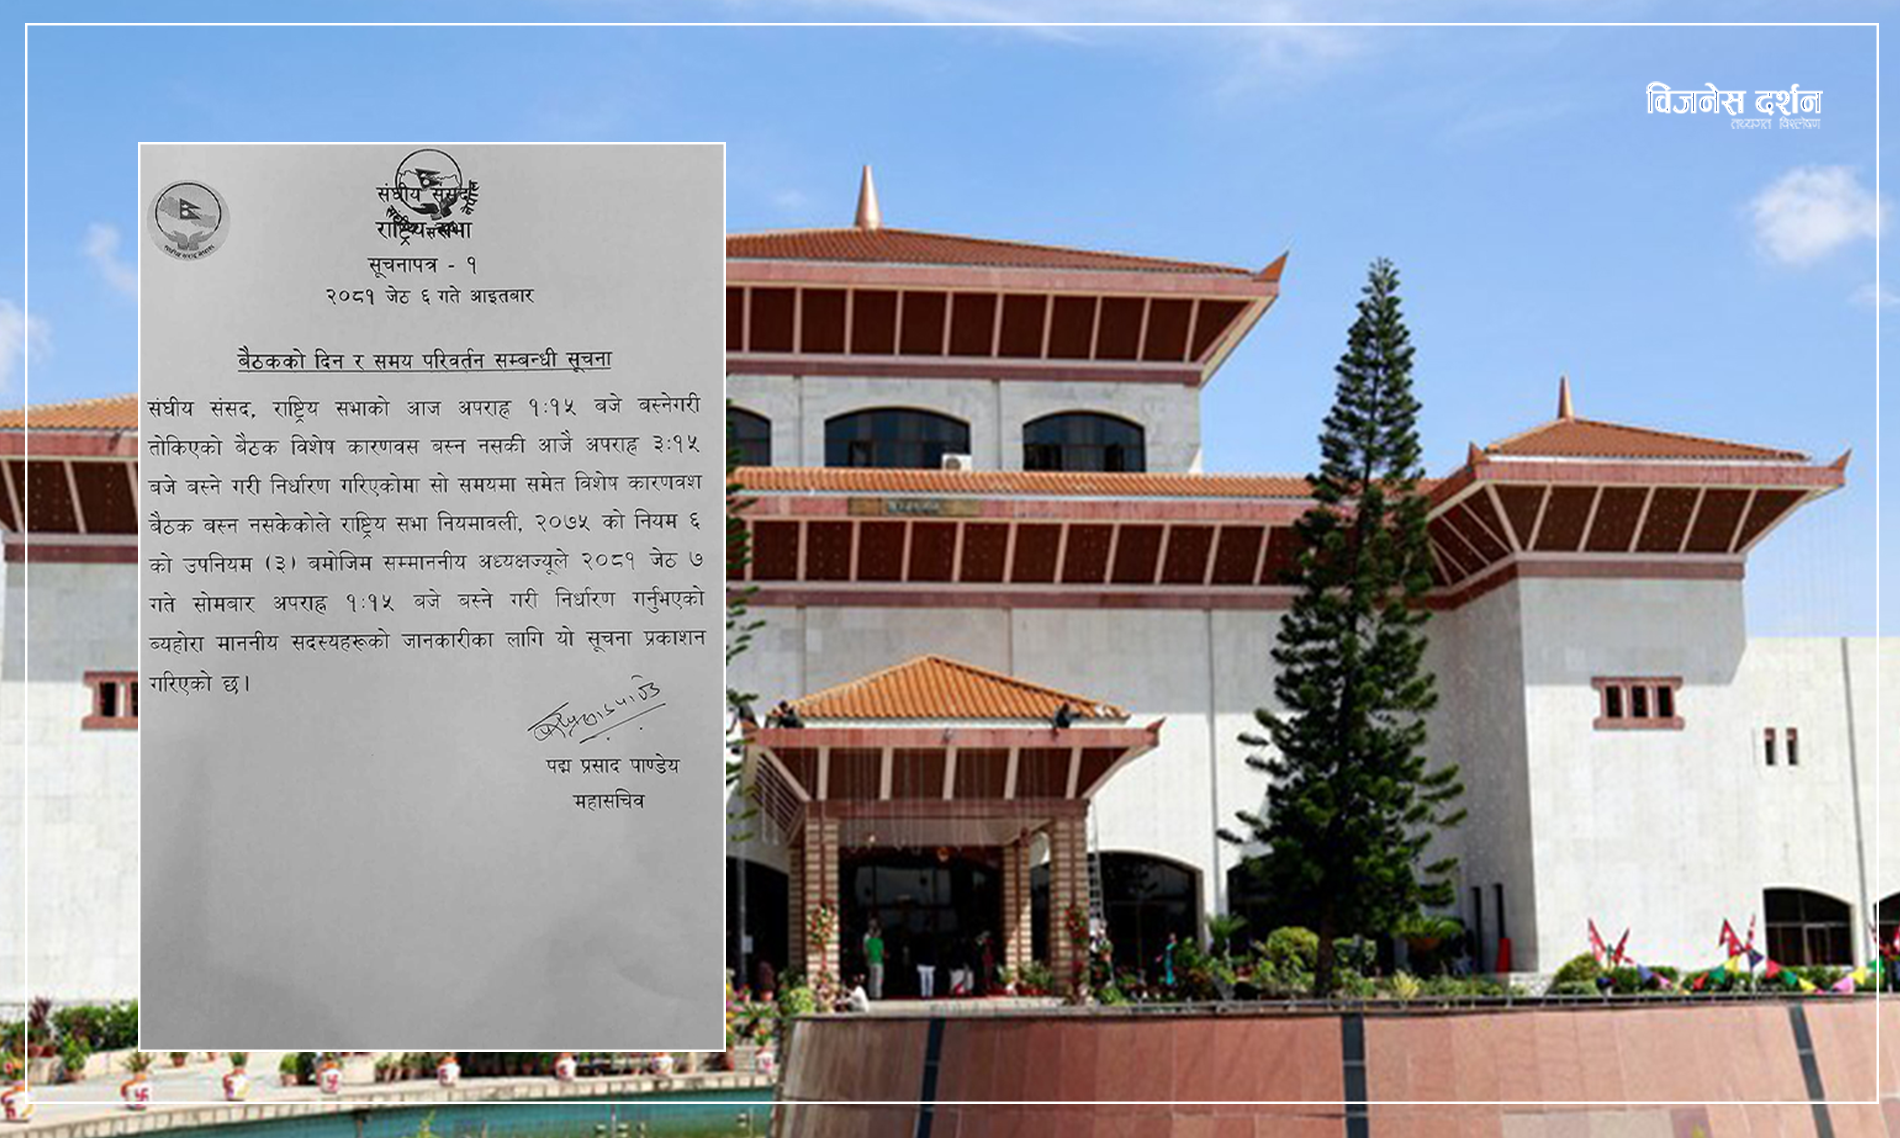 विजनेस दर्शन
तथ्यगत विश्लेषण
संघीय संसद
राष्ट्रिय सभा
सूचनापत्र - १
२०८१ जेठ ६ गते आइतबार
बैठकको दिन र समय परिवर्तन सम्बन्धी सूचना
संघीय संसद, राष्ट्रिय सभाको आज अपराह्न १:१५ बजे बस्नेगरी
तोकिएको बैठक विशेष कारणवस बस्न नसकी आजै अपराह्न ३:१५
बजे बस्ने गरी निर्धारण गरिएकोमा सो समयमा समेत विशेष कारणवश
बैठक बस्न नसकेकोले राष्ट्रिय सभा नियमावली, २०७५ को नियम ६
को उपनियम (३) बमोजिम सम्माननीय अध्यक्षज्यूले २०८१ जेठ ७
गते सोमबार अपराह्न १:१५ बजे बस्ने गरी निर्धारण गर्नुभएको
ब्यहोरा माननीय सदस्यहरूको जानकारीका लागि यो सूचना प्रकाशन
गरिएको छ।
पद्म प्रसाद पाण्डेय
महासचिव